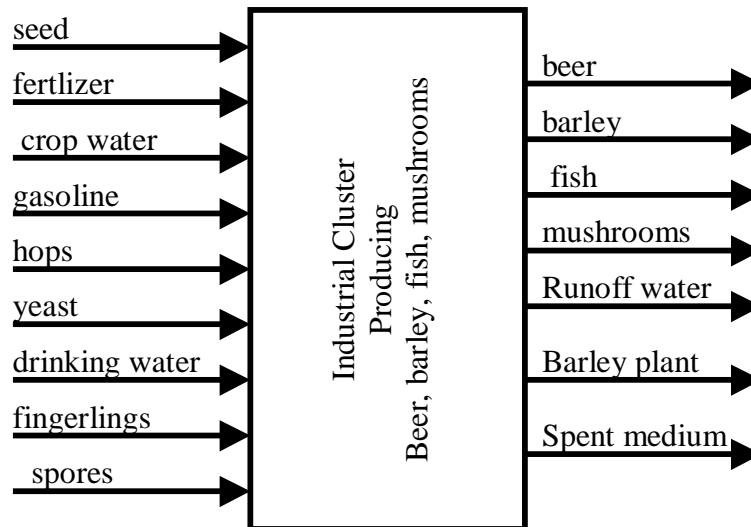 seed
fertlizer
crop water
gasoline
hops
yeast
drinking water
fingerlings
spores
Industrial Cluster
Producing
Beer, barley, fish, mushrooms
beer
barley
fish
mushrooms
Runoff water
Barley plant
Spent medium